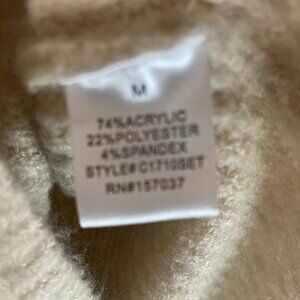 M
74%ACRYLIC
22%POLYESTER
4%SPANDEX
STYLE#C1710SET
RN#157037